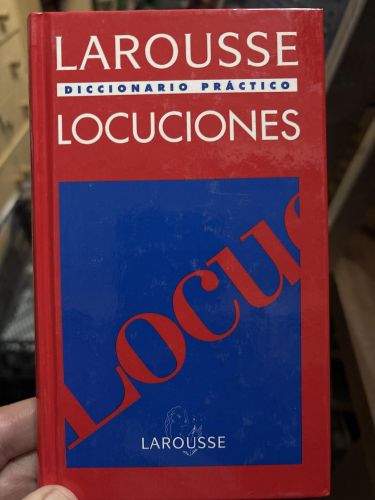 LAROUSSE
DICCIONARIO PRÁCTICO
LOCUCIONES
Locuc
LAROUSSE